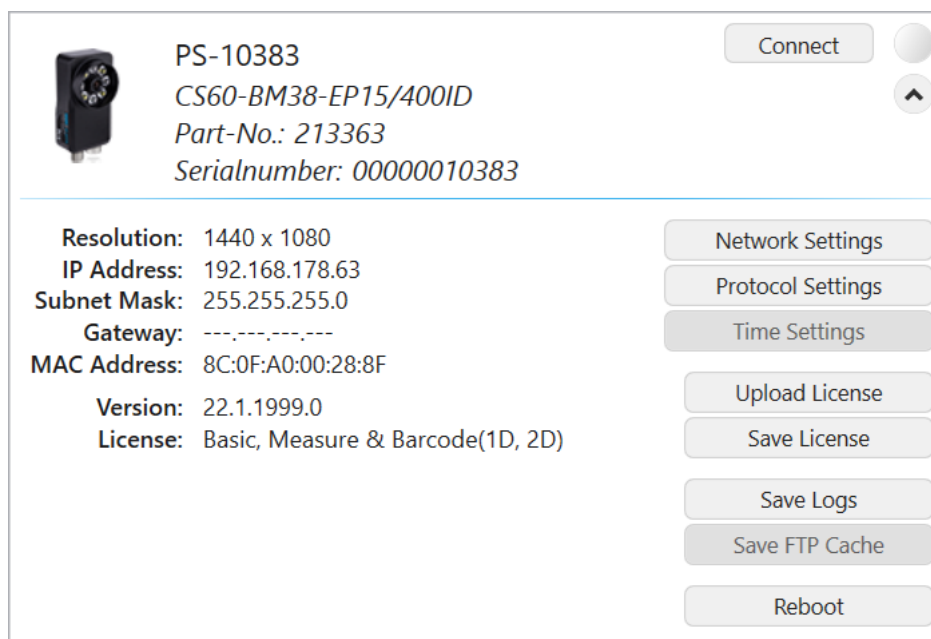 PS-10383
CS60-BM38-EP15/400ID
Part-No.: 213363
Serialnumber: 00000010383
Connect
Resolution: 1440 x 1080
IP Address: 192.168.178.63
Subnet Mask: 255.255.255.0
Gateway: ---.---.---.---
MAC Address: 8C:0F:A0:00:28:8F
Version: 22.1.1999.0
License: Basic, Measure & Barcode(1D, 2D)
Network Settings
Protocol Settings
Time Settings
Upload License
Save License
Save Logs
Save FTP Cache
Reboot